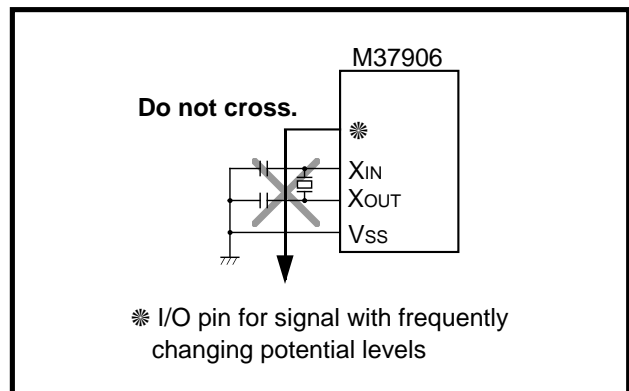 M37906
Do not cross.
❋
XIN
XOUT
VSS
❋ I/O pin for signal with frequently
changing potential levels